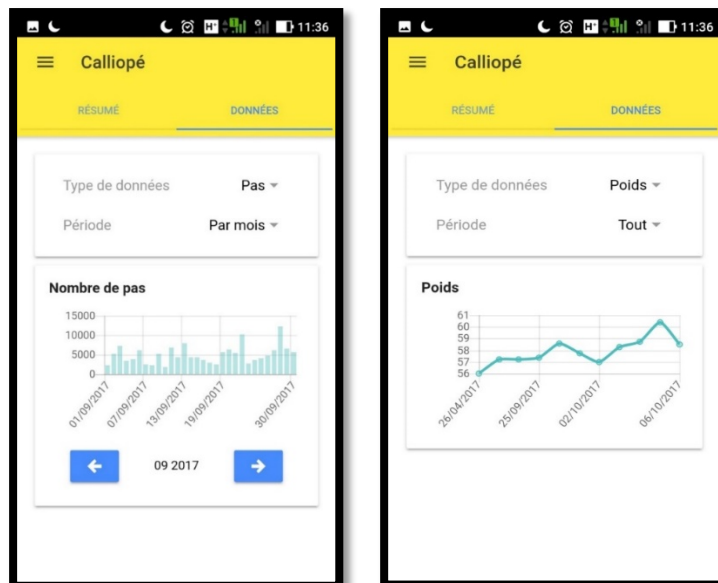 11:36
Calliopé
RÉSUMÉ DONNÉES
Type de données Pas
Période Par mois
Nombre de pas
15000
10000
5000
0
01/09/2017 07/09/2017 13/09/2017 19/09/2017 30/09/2017
09 2017
11:36
Calliopé
RÉSUMÉ DONNÉES
Type de données Poids
Période Tout
Poids
61
60
59
58
57
56
26/04/2017 25/09/2017 02/10/2017 06/10/2017